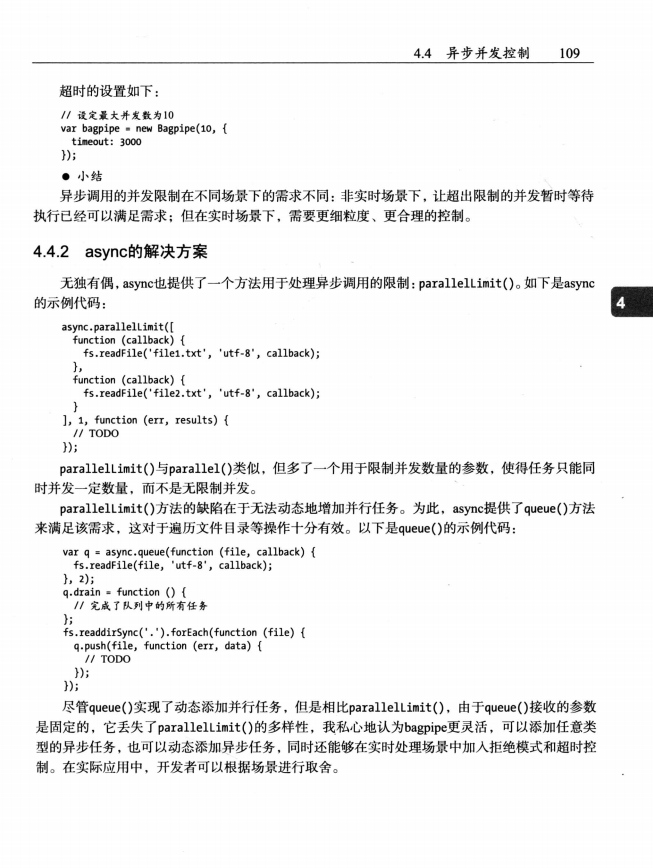 4.4 异步并发控制 109
超时的设置如下：
// 设定最大并发数为10
var bagpipe = new Bagpipe(10, {
timeout: 3000
});
● 小结
异步调用的并发限制在不同场景下的需求不同：非实时场景下，让超出限制的并发暂时等待
执行已经可以满足需求；但在实时场景下，需要更细粒度、更合理的控制。
4.4.2 async的解决方案
无独有偶，async也提供了一个方法用于处理异步调用的限制：parallelLimit()。如下是async
的示例代码：
4
async.parallelLimit([
function (callback) {
fs.readFile('file1.txt', 'utf-8', callback);
},
function (callback) {
fs.readFile('file2.txt', 'utf-8', callback);
}
], 1, function (err, results) {
// TODO
});
parallelLimit()与parallel()类似，但多了一个用于限制并发数量的参数，使得任务只能同
时并发一定数量，而不是无限制并发。
parallelLimit()方法的缺陷在于无法动态地增加并行任务。为此，async提供了queue()方法
来满足该需求，这对于遍历文件目录等操作十分有效。以下是queue()的示例代码：
var q = async.queue(function (file, callback) {
fs.readFile(file, 'utf-8', callback);
}, 2);
q.drain = function () {
// 完成了队列中的所有任务
};
fs.readdirSync('.').forEach(function (file) {
q.push(file, function (err, data) {
// TODO
});
});
尽管queue()实现了动态添加并行任务，但是相比parallelLimit()，由于queue()接收的参数
是固定的，它丢失了parallelLimit()的多样性，我私心地认为bagpipe更灵活，可以添加任意类
型的异步任务，也可以动态添加异步任务，同时还能够在实时处理场景中加入拒绝模式和超时控
制。在实际应用中，开发者可以根据场景进行取舍。